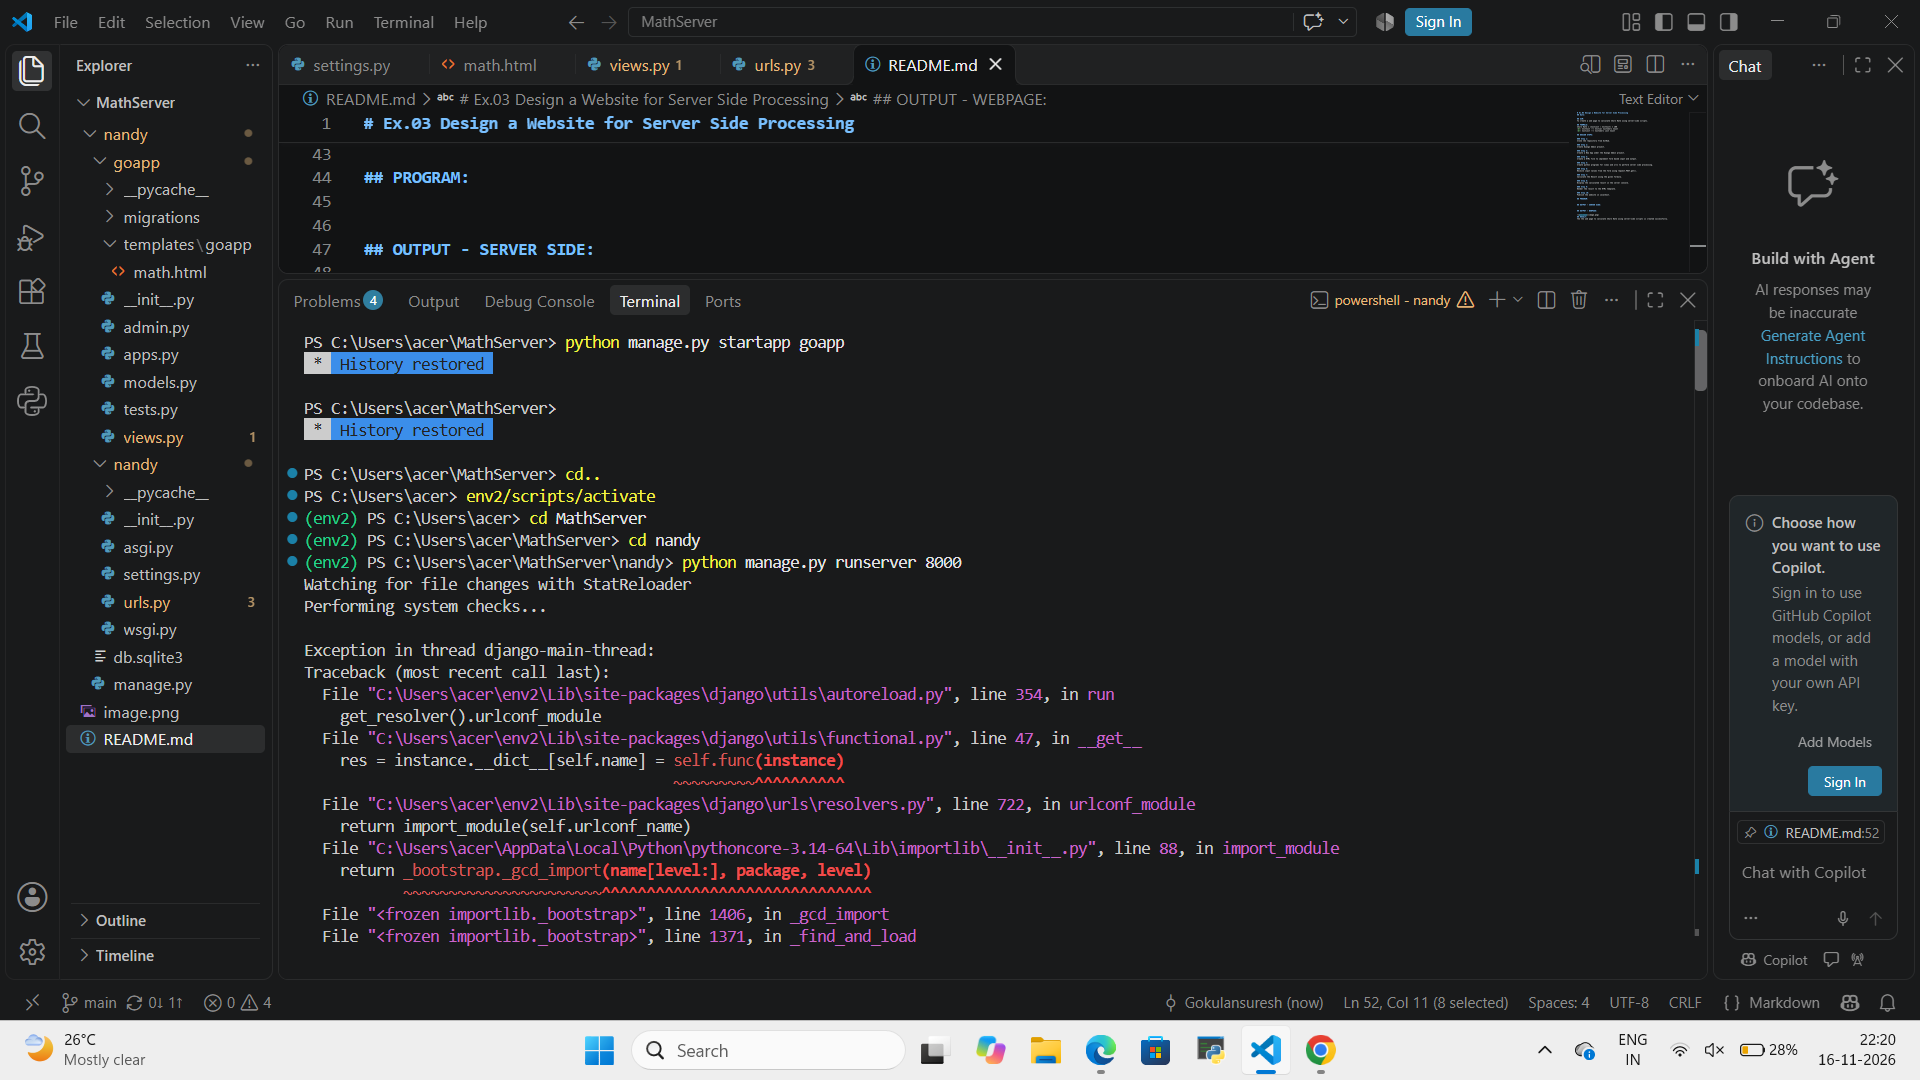 File Edit Selection View Go Run Terminal Help
MathServer
Sign In
Explorer
MathServer
nandy
goapp
__pycache__
migrations
templates\goapp
math.html
__init__.py
admin.py
apps.py
models.py
tests.py
views.py 1
nandy
__pycache__
__init__.py
asgi.py
settings.py
urls.py 3
wsgi.py
db.sqlite3
manage.py
image.png
README.md
Outline
Timeline
settings.py math.html views.py 1 urls.py 3 README.md
README.md > # Ex.03 Design a Website for Server Side Processing > ## OUTPUT - WEBPAGE:
Text Editor
1 # Ex.03 Design a Website for Server Side Processing
43
44 ## PROGRAM:
45
46
47 ## OUTPUT - SERVER SIDE:
48
Problems 4 Output Debug Console Terminal Ports
powershell - nandy
PS C:\Users\acer\MathServer> python manage.py startapp goapp
* History restored
PS C:\Users\acer\MathServer>
* History restored
PS C:\Users\acer\MathServer> cd..
PS C:\Users\acer> env2/scripts/activate
(env2) PS C:\Users\acer> cd MathServer
(env2) PS C:\Users\acer\MathServer> cd nandy
(env2) PS C:\Users\acer\MathServer\nandy> python manage.py runserver 8000
Watching for file changes with StatReloader
Performing system checks...
Exception in thread django-main-thread:
Traceback (most recent call last):
File "C:\Users\acer\env2\Lib\site-packages\django\utils\autoreload.py", line 354, in run
get_resolver().urlconf_module
File "C:\Users\acer\env2\Lib\site-packages\django\utils\functional.py", line 47, in __get__
res = instance.__dict__[self.name] = self.func(instance)
~~~~~~~~~^^^^^^^^^^
File "C:\Users\acer\env2\Lib\site-packages\django\urls\resolvers.py", line 722, in urlconf_module
return import_module(self.urlconf_name)
File "C:\Users\acer\AppData\Local\Python\pythoncore-3.14-64\Lib\importlib\__init__.py", line 88, in import_module
return _bootstrap._gcd_import(name[level:], package, level)
~~~~~~~~~~~~~~~~~~~~~~^^^^^^^^^^^^^^^^^^^^^^^^^^^^^^
File "<frozen importlib._bootstrap>", line 1406, in _gcd_import
File "<frozen importlib._bootstrap>", line 1371, in _find_and_load
Chat
Build with Agent
AI responses may
be inaccurate
Generate Agent
Instructions to
onboard AI onto
your codebase.
Choose how
you want to use
Copilot.
Sign in to use
GitHub Copilot
models, or add
a model with
your own API
key.
Add Models
Sign In
README.md:52
Chat with Copilot
Copilot
main 0↓ 1↑ 0 4
Gokulansuresh (now) Ln 52, Col 11 (8 selected) Spaces: 4 UTF-8 CRLF {} Markdown
26°C
Mostly clear
Search
ENG
IN
28%
22:20
16-11-2026